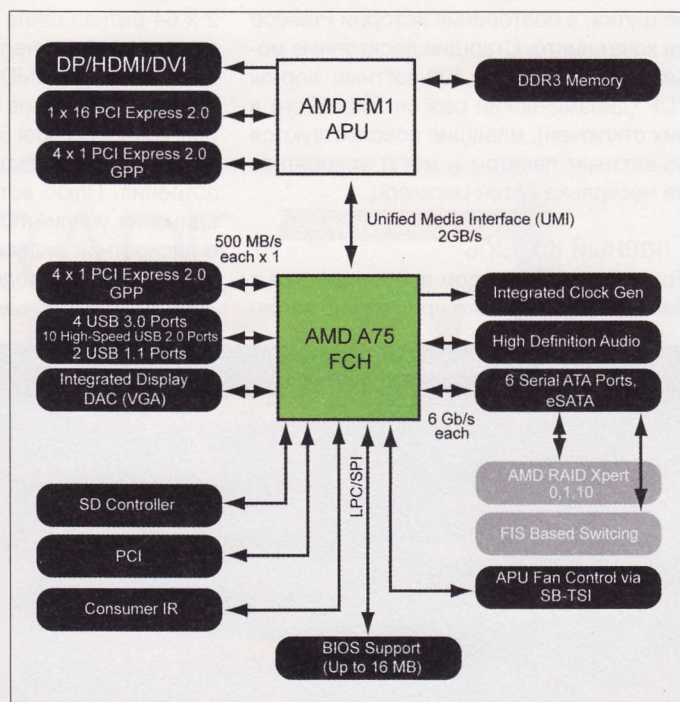 DP/HDMI/DVI
1 x 16 PCI Express 2.0
4 x 1 PCI Express 2.0
GPP
AMD FM1
APU
DDR3 Memory
Unified Media Interface (UMI)
2GB/s
500 MB/s
each x 1
4 x 1 PCI Express 2.0
GPP
4 USB 3.0 Ports
10 High-Speed USB 2.0 Ports
2 USB 1.1 Ports
Integrated Display
DAC (VGA)
AMD A75
FCH
Integrated Clock Gen
High Definition Audio
6 Serial ATA Ports,
eSATA
6 Gb/s
each
AMD RAID Xpert
0,1.10
FIS Based Switcing
LPC/SPI
SD Controller
PCI
Consumer IR
APU Fan Control via
SB-TSI
BIOS Support
(Up to 16 MB)